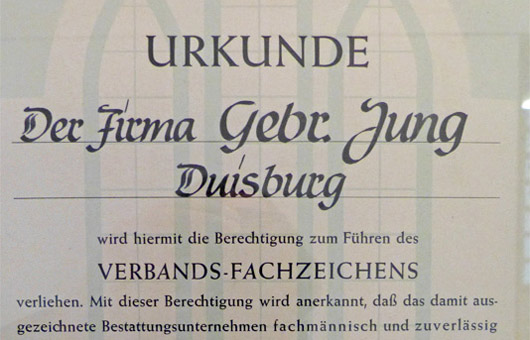 URKUNDE
Der Firma Gebr. Jung
Duisburg
wird hiermit die Berechtigung zum Führen des
VERBANDS-FACHZEICHENS
verliehen. Mit dieser Berechtigung wird anerkannt, daß das damit aus-
gezeichnete Bestattungsunternehmen fachmännisch und zuverlässig